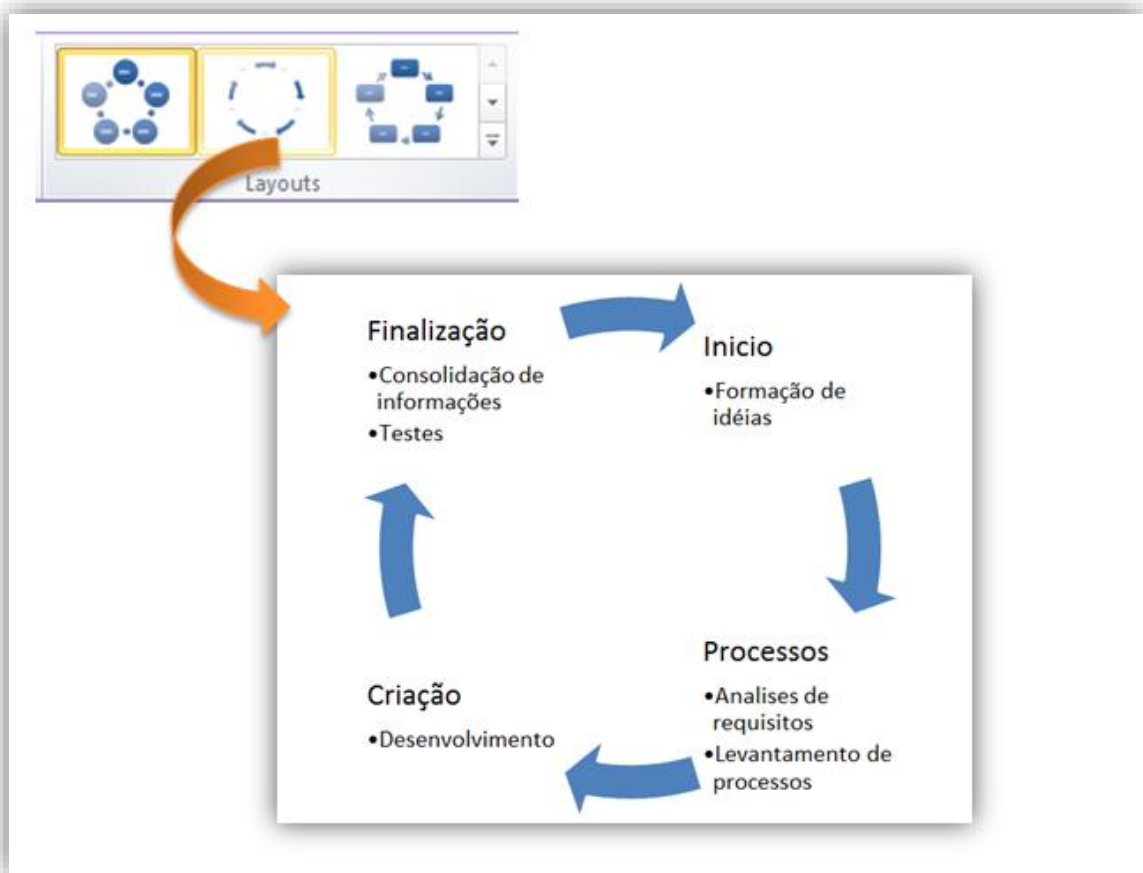 Layouts
Finalização
•Consolidação de
informações
•Testes
Inicio
•Formação de
idéias
Processos
•Analises de
requisitos
•Levantamento de
processos
Criação
•Desenvolvimento